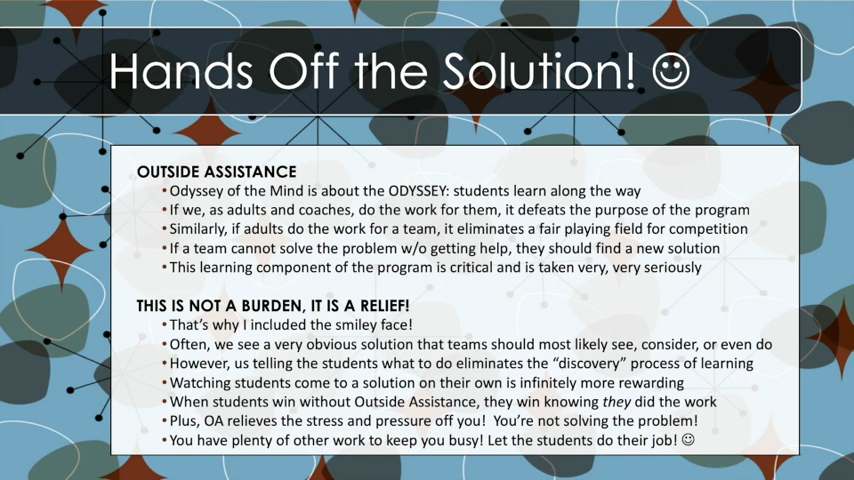 Hands Off the Solution! ☺
OUTSIDE ASSISTANCE
•Odyssey of the Mind is about the ODYSSEY: students learn along the way
•If we, as adults and coaches, do the work for them, it defeats the purpose of the program
•Similarly, if adults do the work for a team, it eliminates a fair playing field for competition
•If a team cannot solve the problem w/o getting help, they should find a new solution
•This learning component of the program is critical and is taken very, very seriously
THIS IS NOT A BURDEN, IT IS A RELIEF!
•That's why I included the smiley face!
•Often, we see a very obvious solution that teams should most likely see, consider, or even do
•However, us telling the students what to do eliminates the “discovery” process of learning
•Watching students come to a solution on their own is infinitely more rewarding
•When students win without Outside Assistance, they win knowing they did the work
•Plus, OA relieves the stress and pressure off you!  You're not solving the problem!
•You have plenty of other work to keep you busy! Let the students do their job! ☺